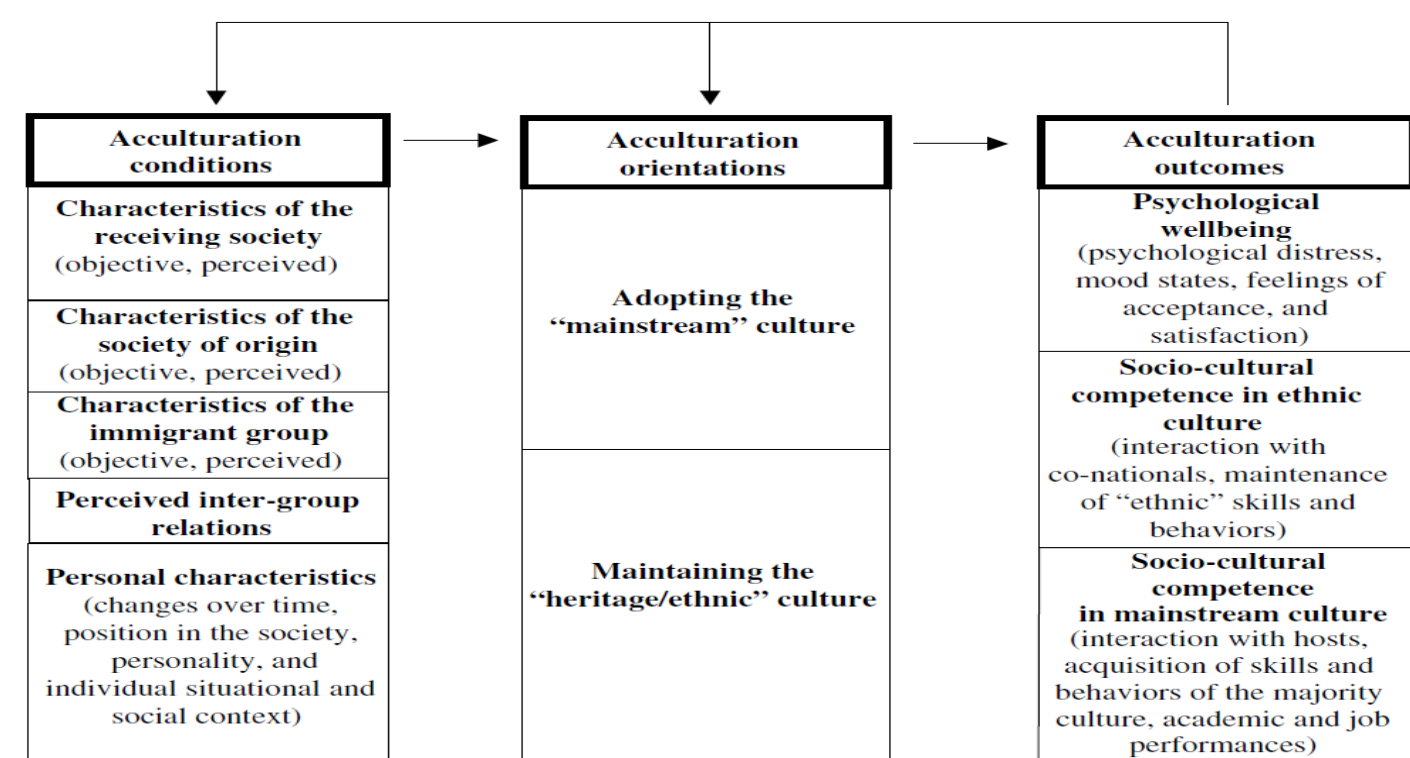 Acculturation
conditions
Characteristics of the
receiving society
(objective, perceived)
Characteristics of the
society of origin
(objective, perceived)
Characteristics of the
immigrant group
(objective, perceived)
Perceived inter-group
relations
Personal characteristics
(changes over time,
position in the society,
personality, and
individual situational and
social context)
Acculturation
orientations
Adopting the
“mainstream” culture
Maintaining the
“heritage/ethnic” culture
Acculturation
outcomes
Psychological
wellbeing
(psychological distress,
mood states, feelings of
acceptance, and
satisfaction)
Socio-cultural
competence in ethnic
culture
(interaction with
co-nationals, maintenance
of “ethnic” skills and
behaviors)
Socio-cultural
competence
in mainstream culture
(interaction with hosts,
acquisition of skills and
behaviors of the majority
culture, academic and job
performances)